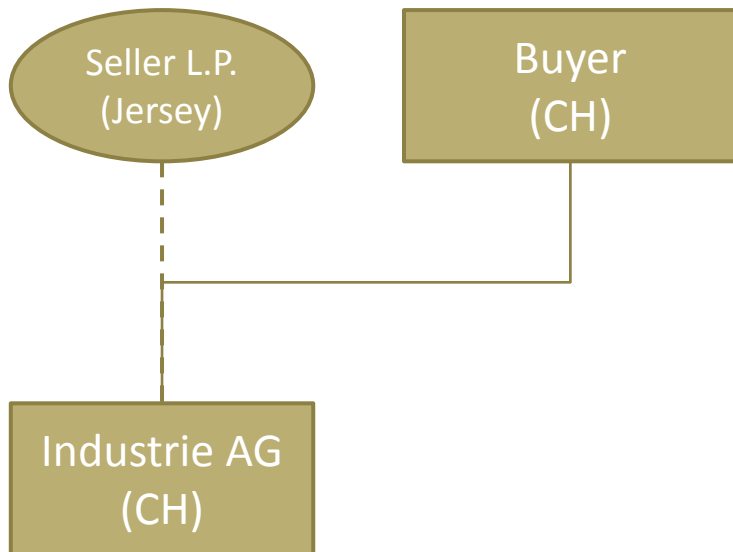 Seller L.P.
(Jersey)
Buyer
(CH)
Industrie AG
(CH)